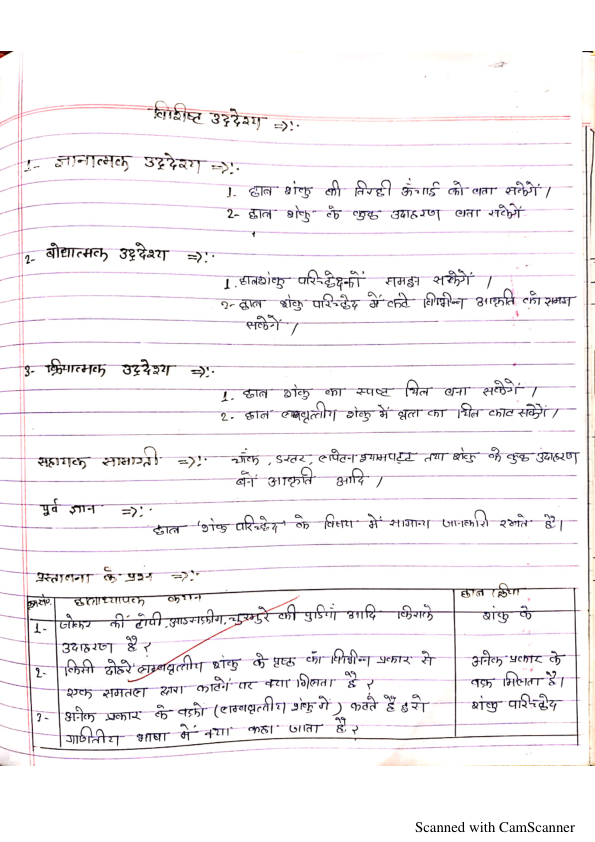 विशिष्ट उद्देश्य =>:-
1- ज्ञानात्मक उद्देश्य =>:-
1. छात्र शंकु की तिरछी ऊंचाई को बता सकेगें /
2- छात्र शंकु के कुछ उदाहरण बता सकेगें
2- बोधात्मक उद्देश्य =>:-
1. छात्र शंकु परिच्छेदकों समझ सकेगें /
2- छात्र शंकु परिच्छेद में कटे विभिन्न आकृति को समझ
सकेगें /
3- क्रियात्मक उद्देश्य =>:-
1. छात्र शंकु का स्पष्ट चित्र बना सकेगें /
2. छात्र लम्बवृत्तीय शंकु में वृत्त का चित्र काट सकेगें /
सहायक सामाग्री =>:- चाँक, डस्टर, लपेटन श्यामपट्ट तथा शंकु के कुछ उदाहरण
बने आकृति आदि /
पूर्व ज्ञान =>:-
छात्र "शंकु परिच्छेद" के विषय में सामान्य जानकारी रखते हैं।
प्रस्तावना के प्रश्न =>:-
क्र०सं० छात्राध्यापक कथन छात्र क्रिया
1- जोकर की टोपी, आइसक्रीम, चुरमुरे की पुड़िया आदि किसके शंकु के
उदाहरण हैं ?
2- किसी दोहरे लम्बवृत्तीय शंकु के पृष्ठ को विभिन्न प्रकार से अनेक प्रकार के
एक समतल द्वारा काटने पर क्या मिलता है ? वक्र मिलता है।
3- अनेक प्रकार के वक्रो (लम्बवृत्तीय शंकु में) कटते हैं इसे शंकु परिच्छेद
गाणितीय भाषा में क्या कहा जाता है ?
Scanned with CamScanner